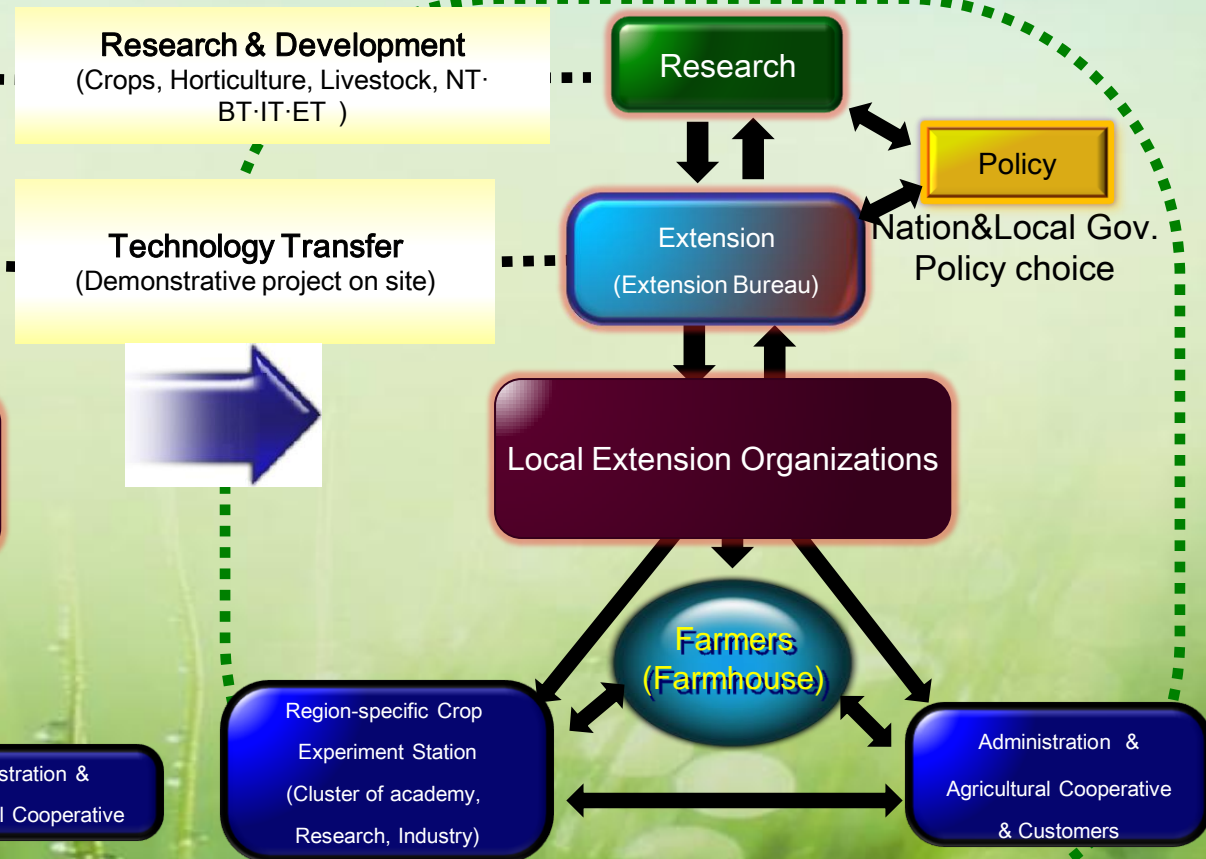 Research & Development
(Crops, Horticulture, Livestock, NT·
BT·IT·ET )
Research
Policy
Nation&Local Gov.
Policy choice
Technology Transfer
(Demonstrative project on site)
Extension
(Extension Bureau)
Local Extension Organizations
Farmers
(Farmhouse)
Region-specific Crop
Experiment Station
(Cluster of academy,
Research, Industry)
Administration &
Agricultural Cooperative
& Customers
stration &
l Cooperative